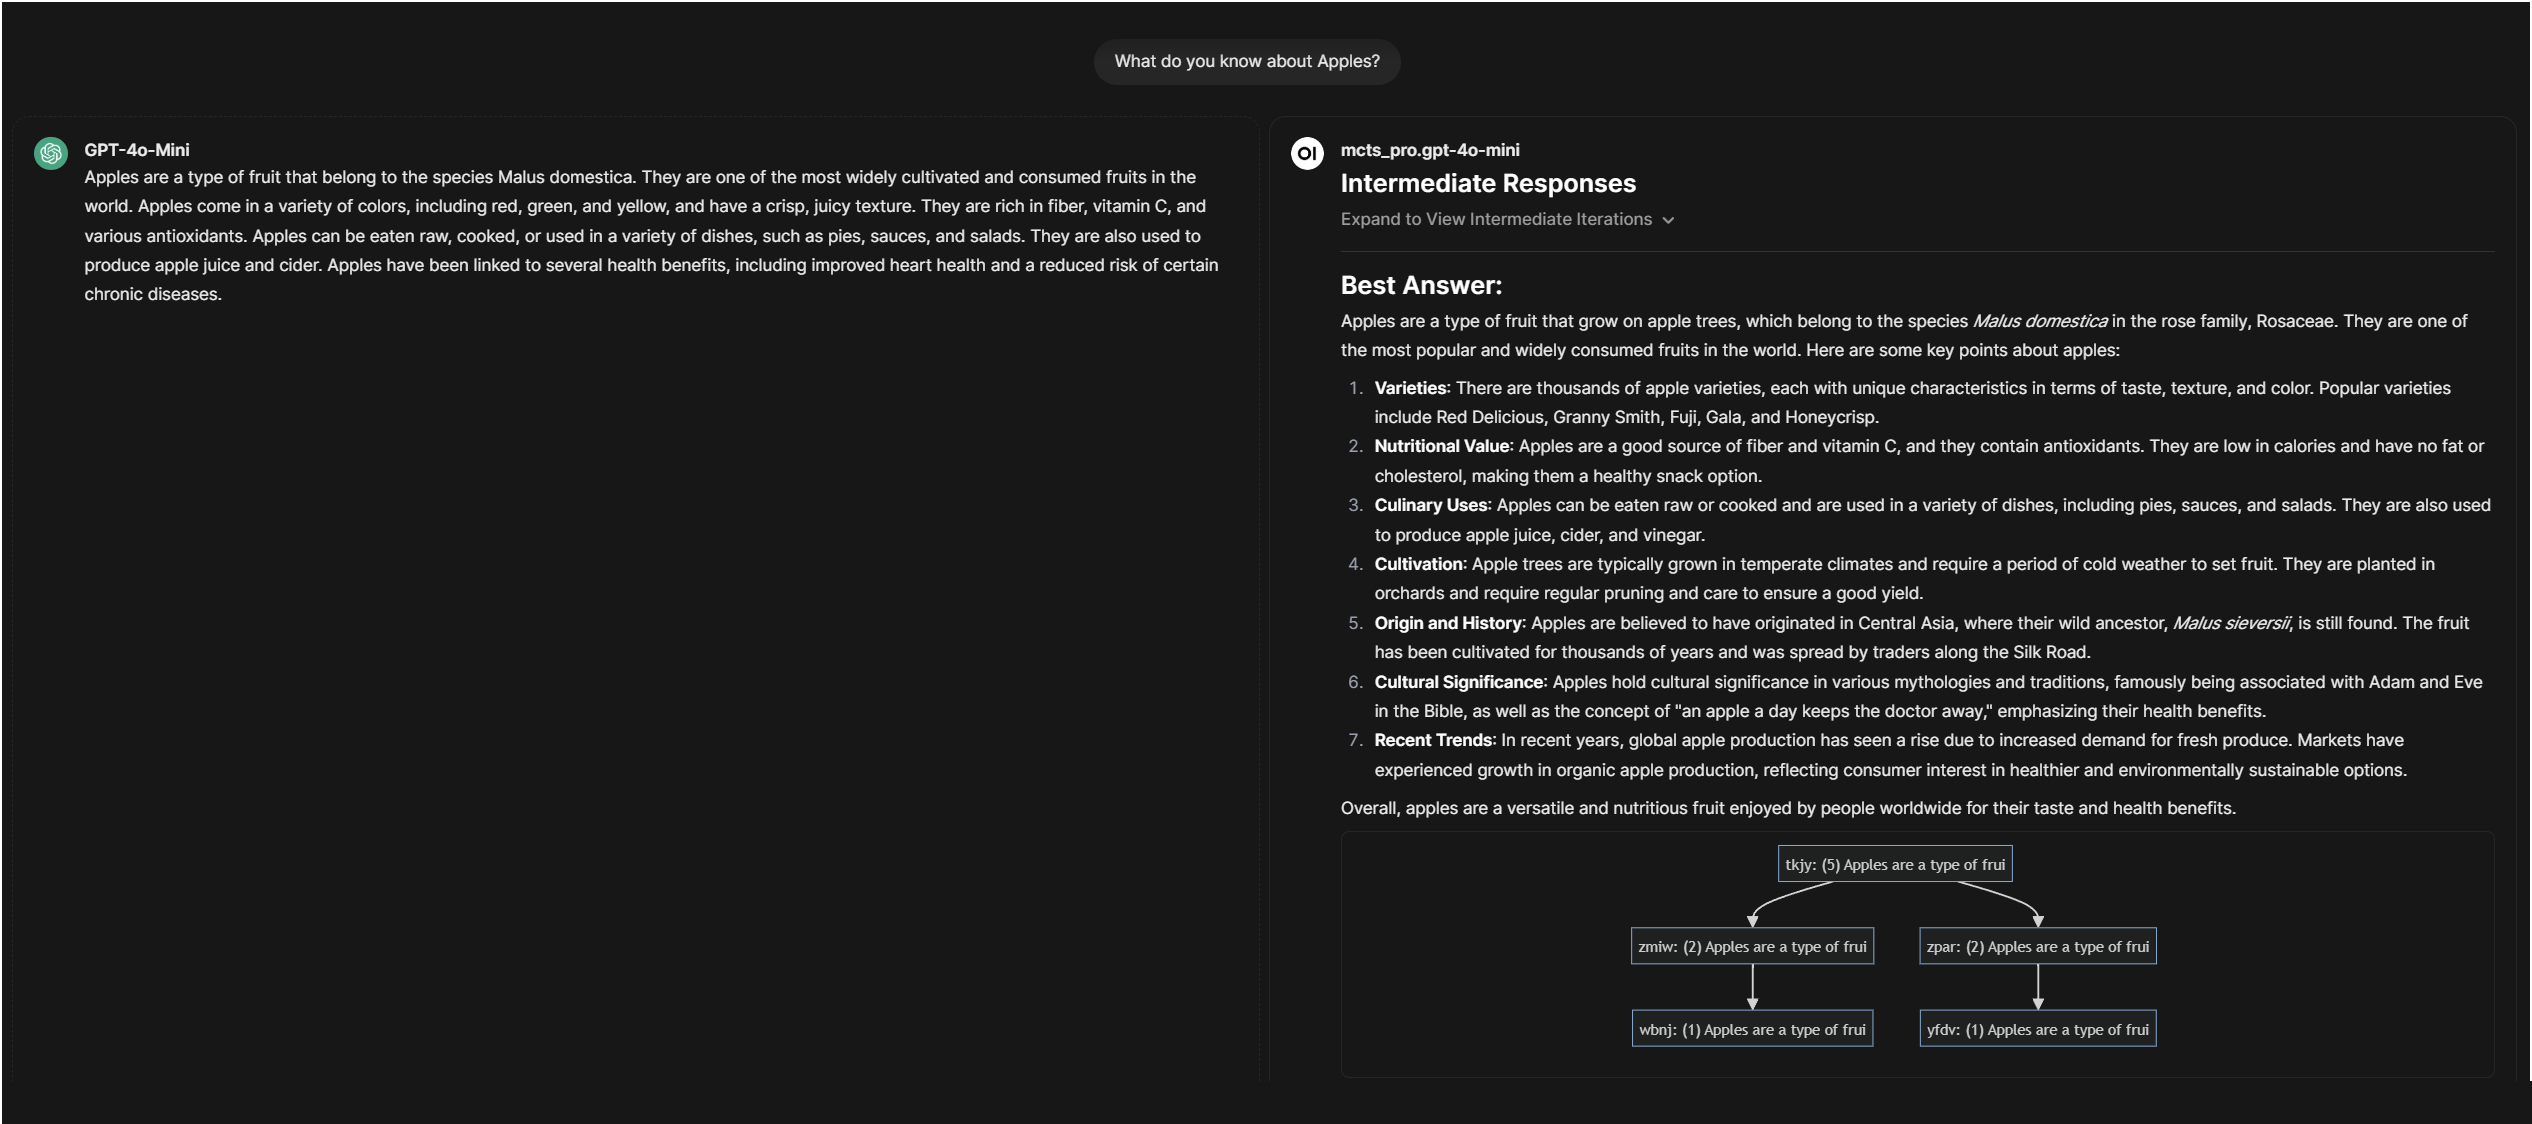 What do you know about Apples?
GPT-4o-Mini
Apples are a type of fruit that belong to the species Malus domestica. They are one of the most widely cultivated and consumed fruits in the
world. Apples come in a variety of colors, including red, green, and yellow, and have a crisp, juicy texture. They are rich in fiber, vitamin C, and
various antioxidants. Apples can be eaten raw, cooked, or used in a variety of dishes, such as pies, sauces, and salads. They are also used to
produce apple juice and cider. Apples have been linked to several health benefits, including improved heart health and a reduced risk of certain
chronic diseases.
OI
mcts_pro.gpt-4o-mini
Intermediate Responses
Expand to View Intermediate Iterations
Best Answer:
Apples are a type of fruit that grow on apple trees, which belong to the species Malus domestica in the rose family, Rosaceae. They are one of
the most popular and widely consumed fruits in the world. Here are some key points about apples:
1. Varieties: There are thousands of apple varieties, each with unique characteristics in terms of taste, texture, and color. Popular varieties
include Red Delicious, Granny Smith, Fuji, Gala, and Honeycrisp.
2. Nutritional Value: Apples are a good source of fiber and vitamin C, and they contain antioxidants. They are low in calories and have no fat or
cholesterol, making them a healthy snack option.
3. Culinary Uses: Apples can be eaten raw or cooked and are used in a variety of dishes, including pies, sauces, and salads. They are also used
to produce apple juice, cider, and vinegar.
4. Cultivation: Apple trees are typically grown in temperate climates and require a period of cold weather to set fruit. They are planted in
orchards and require regular pruning and care to ensure a good yield.
5. Origin and History: Apples are believed to have originated in Central Asia, where their wild ancestor, Malus sieversii, is still found. The fruit
has been cultivated for thousands of years and was spread by traders along the Silk Road.
6. Cultural Significance: Apples hold cultural significance in various mythologies and traditions, famously being associated with Adam and Eve
in the Bible, as well as the concept of "an apple a day keeps the doctor away," emphasizing their health benefits.
7. Recent Trends: In recent years, global apple production has seen a rise due to increased demand for fresh produce. Markets have
experienced growth in organic apple production, reflecting consumer interest in healthier and environmentally sustainable options.
Overall, apples are a versatile and nutritious fruit enjoyed by people worldwide for their taste and health benefits.
tkjy: (5) Apples are a type of frui
zmiw: (2) Apples are a type of frui
zpar: (2) Apples are a type of frui
wbnj: (1) Apples are a type of frui
yfdv: (1) Apples are a type of frui